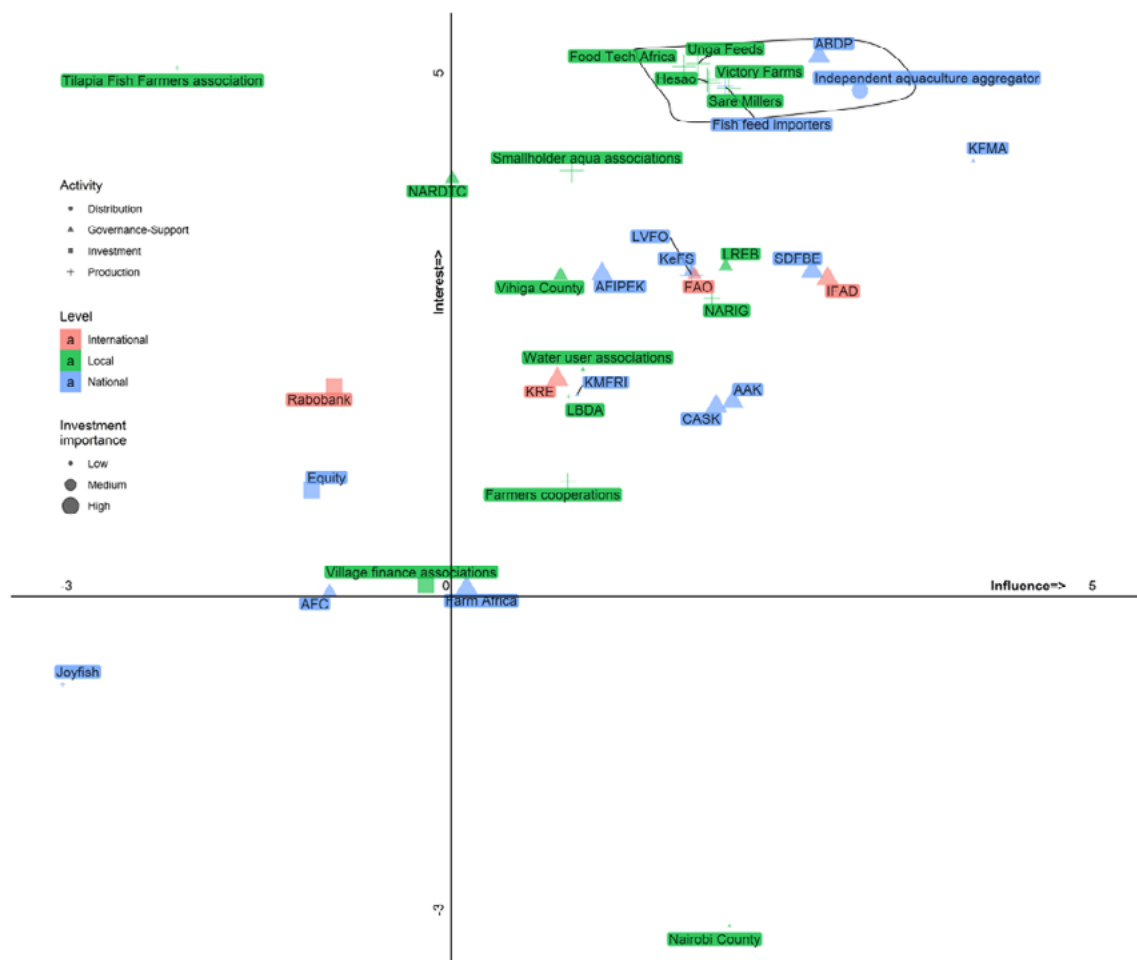 ABDP
Unga Feeds
Food Tech Africa
5
Tilapia Fish Farmers association
Hesao
Victory Farms
Independent aquaculture aggregator
Sare Millers
Fish feed importers
KFMA
Smallholder aqua associations
Activity
NARDTC
Distribution
Governance-Support
Investment
Production
LVFO
KeFS
LREB
SDFBE
Interest=>
Vihiga County
AFIPEK
FAO
IFAD
NARIG
Level
a International
a Local
a National
Water user associations
KRE
KMFRI
AAK
Rabobank
LBDA
CASK
Investment
importance
Low
Medium
High
Equity
Farmers cooperations
Village finance associations
-3
0
Influence=>
5
AFC
Farm Africa
Joyfish
-3
Nairobi County